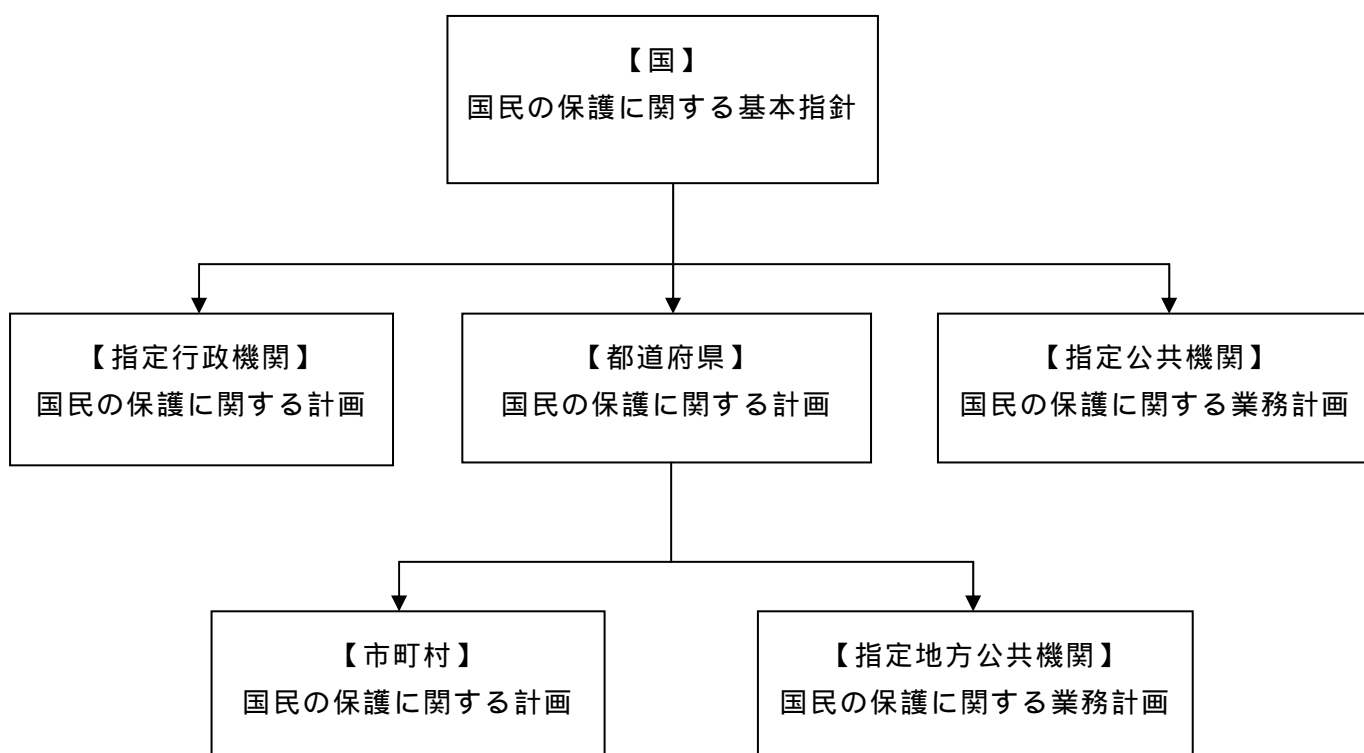 【国】
国民の保護に関する基本指針
【指定行政機関】
国民の保護に関する計画
【都道府県】
国民の保護に関する計画
【指定公共機関】
国民の保護に関する業務計画
【市町村】
国民の保護に関する計画
【指定地方公共機関】
国民の保護に関する業務計画